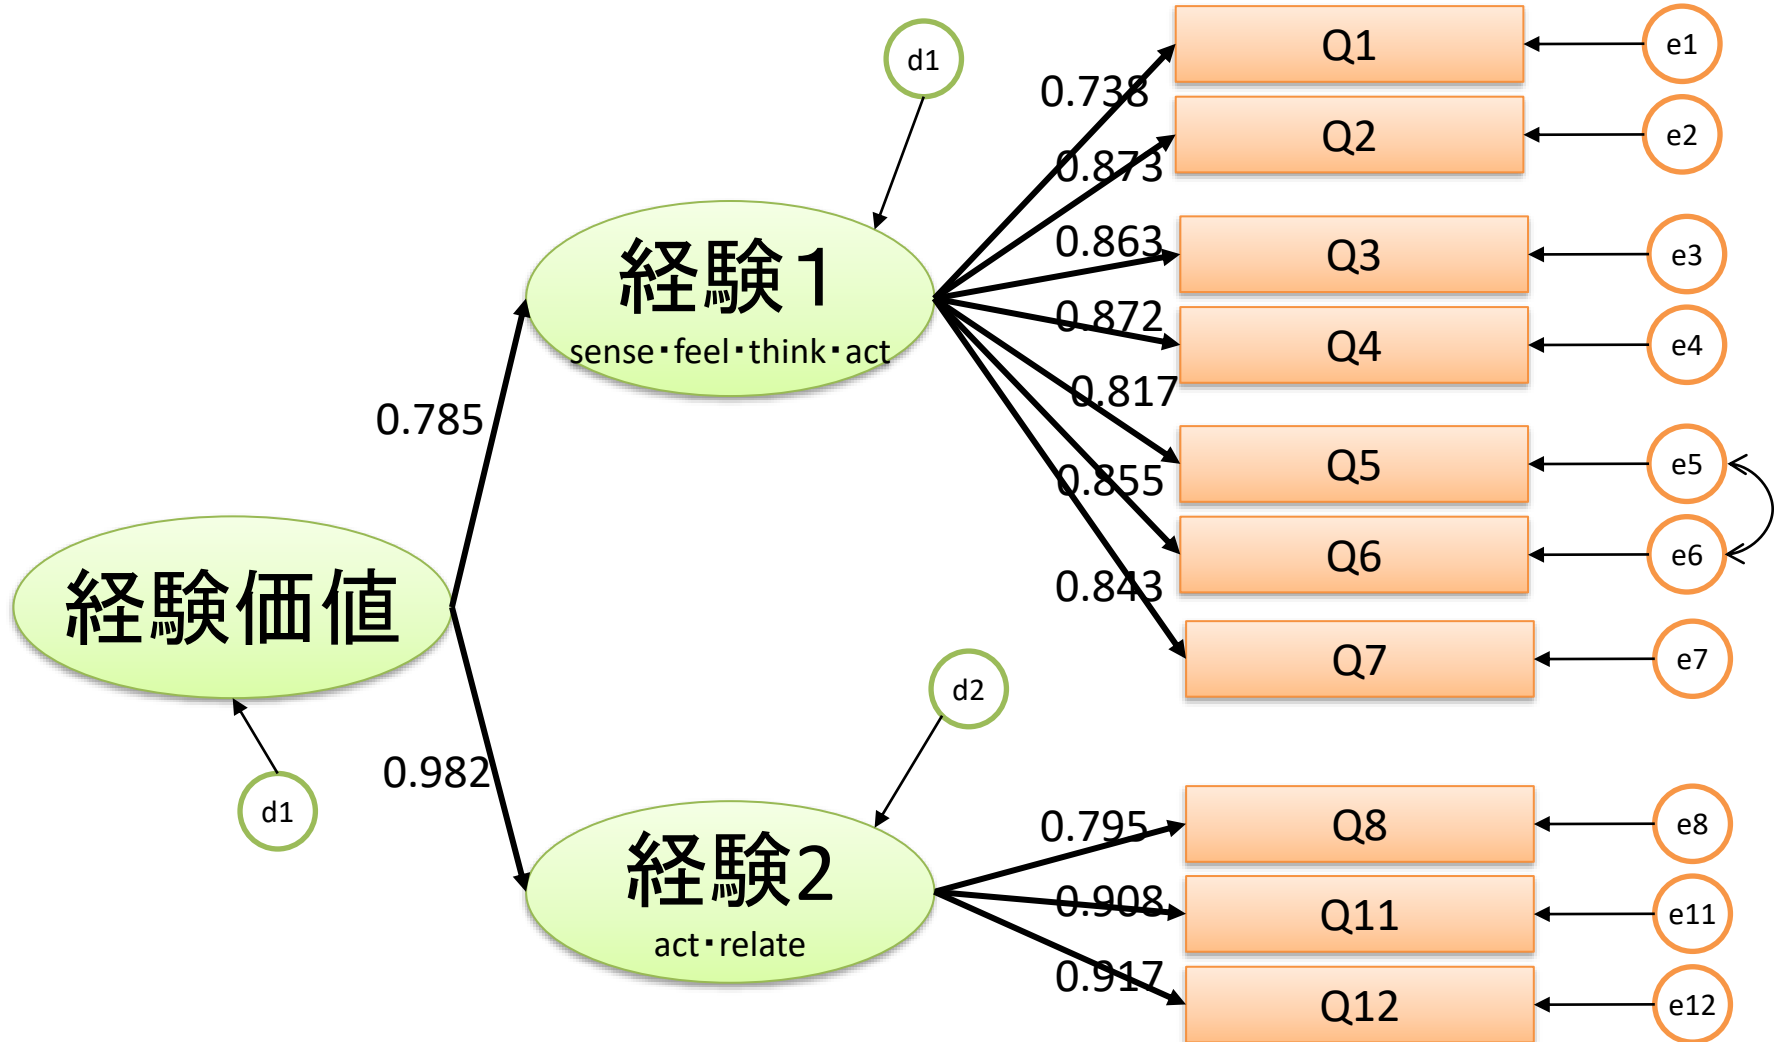 d1
Q1
e1
0.738
Q2
e2
0.873
経験1
sense・feel・think・act
0.863
Q3
e3
0.872
Q4
e4
0.817
0.785
Q5
e5
0.855
Q6
e6
0.843
経験価値
Q7
e7
d2
0.982
d1
0.795
Q8
e8
経験2
act・relate
0.908
Q11
e11
0.917
Q12
e12